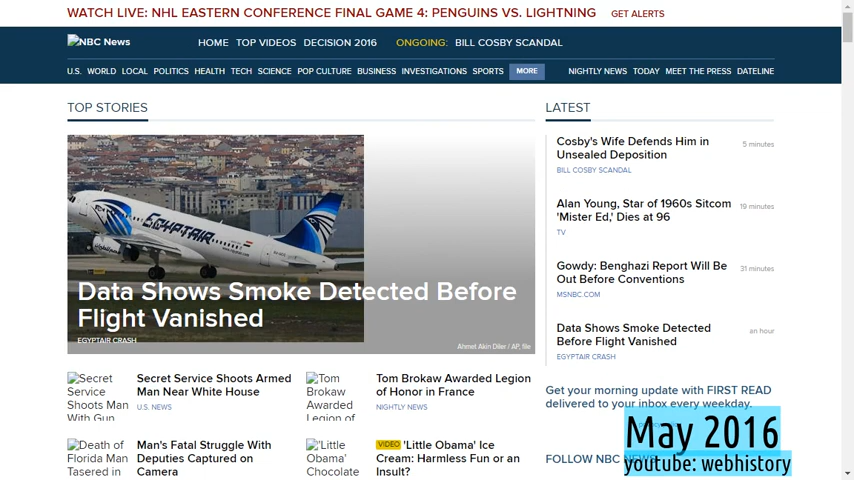 WATCH LIVE: NHL EASTERN CONFERENCE FINAL GAME 4: PENGUINS VS. LIGHTNING GET ALERTS
NBC News HOME TOP VIDEOS DECISION 2016 ONGOING: BILL COSBY SCANDAL
U.S. WORLD LOCAL POLITICS HEALTH TECH SCIENCE POP CULTURE BUSINESS INVESTIGATIONS SPORTS MORE NIGHTLY NEWS TODAY MEET THE PRESS DATELINE
TOP STORIES
EGYPTAIR
Data Shows Smoke Detected Before
Flight Vanished
EGYPTAIR CRASH
Ahmet Akin Diler / AP, file
Secret
Service
Shoots
Man With Gun
Secret Service Shoots Armed
Man Near White House
U.S. NEWS
Tom
Brokaw
Awarded
Legion of
Tom Brokaw Awarded Legion
of Honor in France
NIGHTLY NEWS
Death of
Florida Man
Tasered in
Man's Fatal Struggle With
Deputies Captured on
Camera
'Little
Obama'
Chocolate
VIDEO 'Little Obama' Ice
Cream: Harmless Fun or an
Insult?
LATEST
Cosby's Wife Defends Him in
Unsealed Deposition
5 minutes
BILL COSBY SCANDAL
Alan Young, Star of 1960s Sitcom
'Mister Ed,' Dies at 96
19 minutes
TV
Gowdy: Benghazi Report Will Be
Out Before Conventions
31 minutes
MSNBC.COM
Data Shows Smoke Detected
Before Flight Vanished
an hour
EGYPTAIR CRASH
Get your morning update with FIRST READ
delivered to your inbox every weekday.
FOLLOW NBC NEWS
May 2016
youtube: webhistory